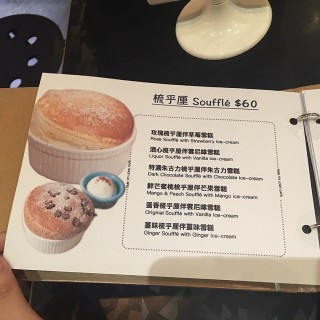 梳乎厘 Soufflé $60
玫瑰梳乎厘伴草莓雪糕
Rose Soufflé with Strawberry Ice-cream
酒心梳乎厘伴雲尼嗱雪糕
Liquor Soufflé with Vanilla Ice-cream
特濃朱古力梳乎厘伴朱古力雪糕
Dark Chocolate Soufflé with Chocolate Ice-cream
鮮芒蜜桃梳乎厘伴芒果雪糕
Mango & Peach Soufflé with Mango Ice-cream
蛋香梳乎厘伴雲尼嗱雪糕
Original Soufflé with Vanilla Ice-cream
薑味梳乎厘伴薑味雪糕
Ginger Soufflé with Ginger Ice-cream